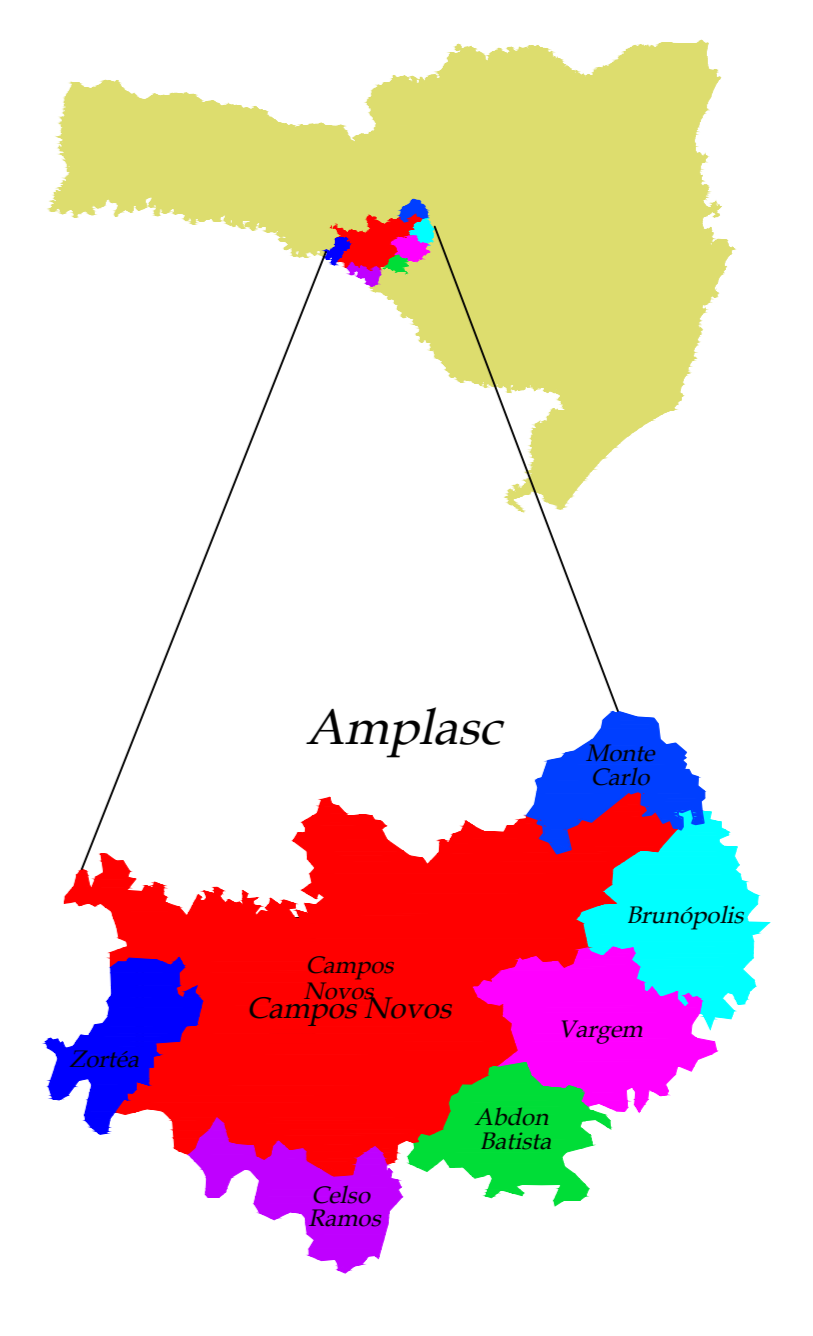 Amplasc
Monte
Carlo
Brunópolis
Campos
Novos
Campos Novos
Vargem
Zortéa
Abdon
Batista
Celso
Ramos